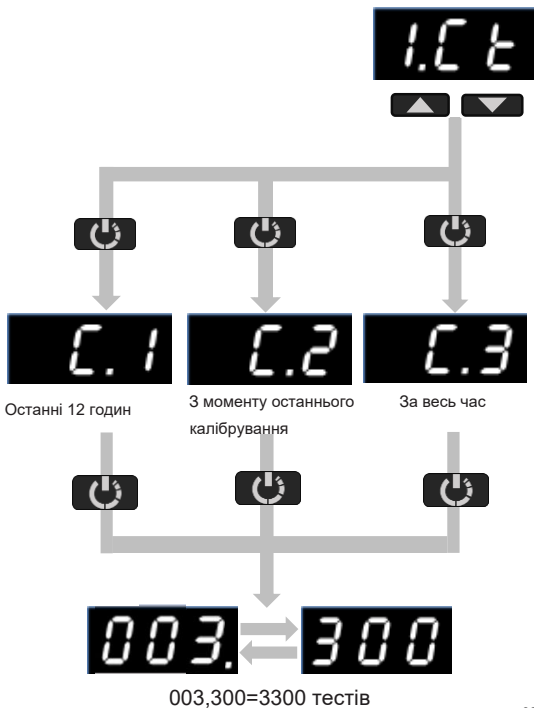 1.Ct
C.1
C.2
C.3
Останні 12 годин
З моменту останнього
калібрування
За весь час
003.
300
003,300=3300 тестів